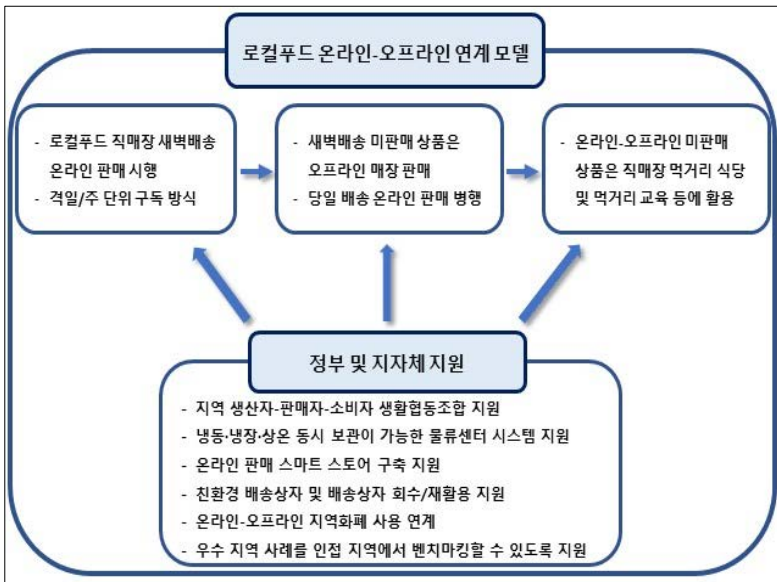 로컬푸드 온라인-오프라인 연계 모델
- 로컬푸드 직매장 새벽배송
온라인 판매 시행
- 격일/주 단위 구독 방식
- 새벽배송 미판매 상품은
오프라인 매장 판매
- 당일 배송 온라인 판매 병행
- 온라인-오프라인 미판매
상품은 직매장 먹거리 식당
및 먹거리 교육 등에 활용
정부 및 지자체 지원
- 지역 생산자-판매자-소비자 생활협동조합 지원
- 냉동·냉장·상온 동시 보관이 가능한 물류센터 시스템 지원
- 온라인 판매 스마트 스토어 구축 지원
- 친환경 배송상자 및 배송상자 회수/재활용 지원
- 온라인-오프라인 지역화폐 사용 연계
- 우수 지역 사례를 인접 지역에서 벤치마킹할 수 있도록 지원